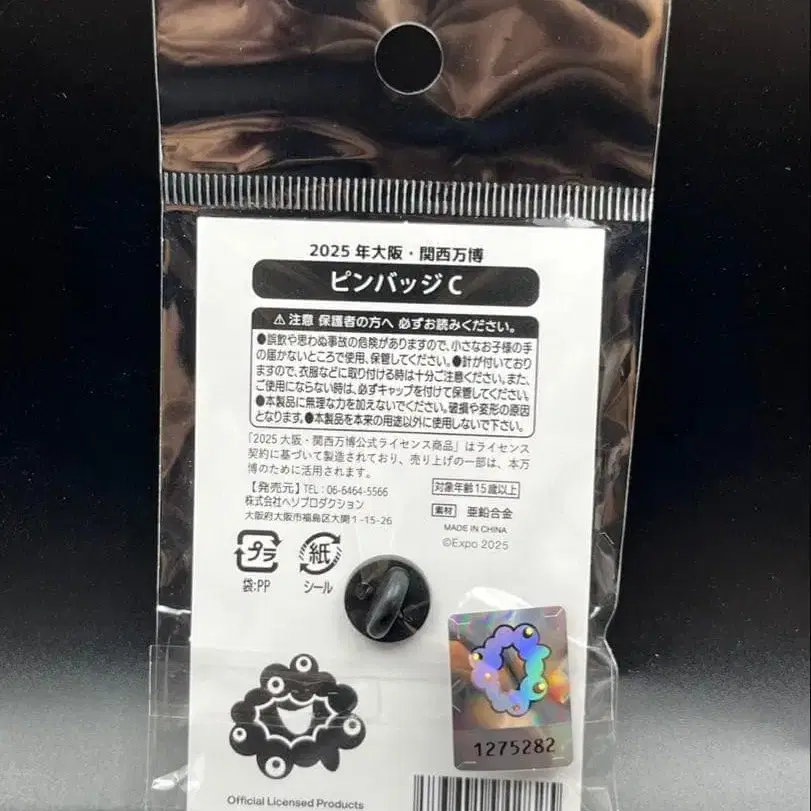 2025年大阪・関西万博
ピンバッジC
⚠注意 保護者の方へ 必ずお読みください。
●誤飲や思わぬ事故の危険がありますので、小さなお子様の手
の届かないところで使用、保管してください。●針が付いており
ますので、衣服などに取り付ける時は十分ご注意ください。また、
ご使用にならない時は、必ずキャップを付けて保管してください。
●本製品に無理な力を加えないでください。破損や変形の原因
となります。●本製品を本来の用途以外に使用しないで下さい。
「2025大阪・関西万博公式ライセンス商品」はライセンス
契約に基づいて製造されており、売り上げの一部は、本万
博のために活用されます。
【発売元】TEL：06-6464-5566
株式会社ヘソプロダクション
大阪府大阪市福島区大開1-15-26
対象年齢15歳以上
素材 亜鉛合金
MADE IN CHINA
©Expo 2025
プラ
袋:PP
紙
シール
1275282
Official Licensed Products